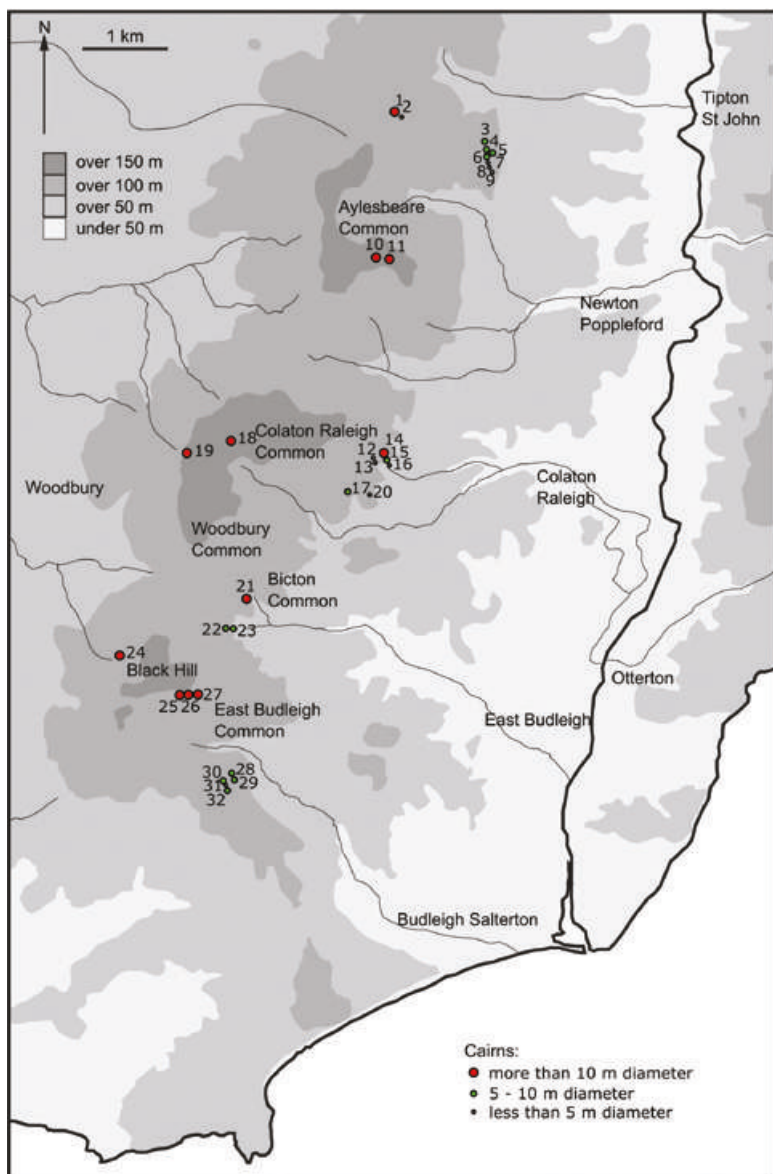 N
1 km
over 150 m
over 100 m
over 50 m
under 50 m
1
2
Tipton
St John
3
4
5
6
7
8
9
Aylesbeare
Common
10
11
Newton
Poppleford
18
Colaton Raleigh
Common
19
14
12
15
13
16
17
20
Colaton
Raleigh
Woodbury
Woodbury
Common
21
Bicton
Common
22
23
24
Black Hill
25
26
27
East Budleigh
Common
Otterton
East Budleigh
28
30
29
31
32
Budleigh Salterton
Cairns:
more than 10 m diameter
5 - 10 m diameter
less than 5 m diameter